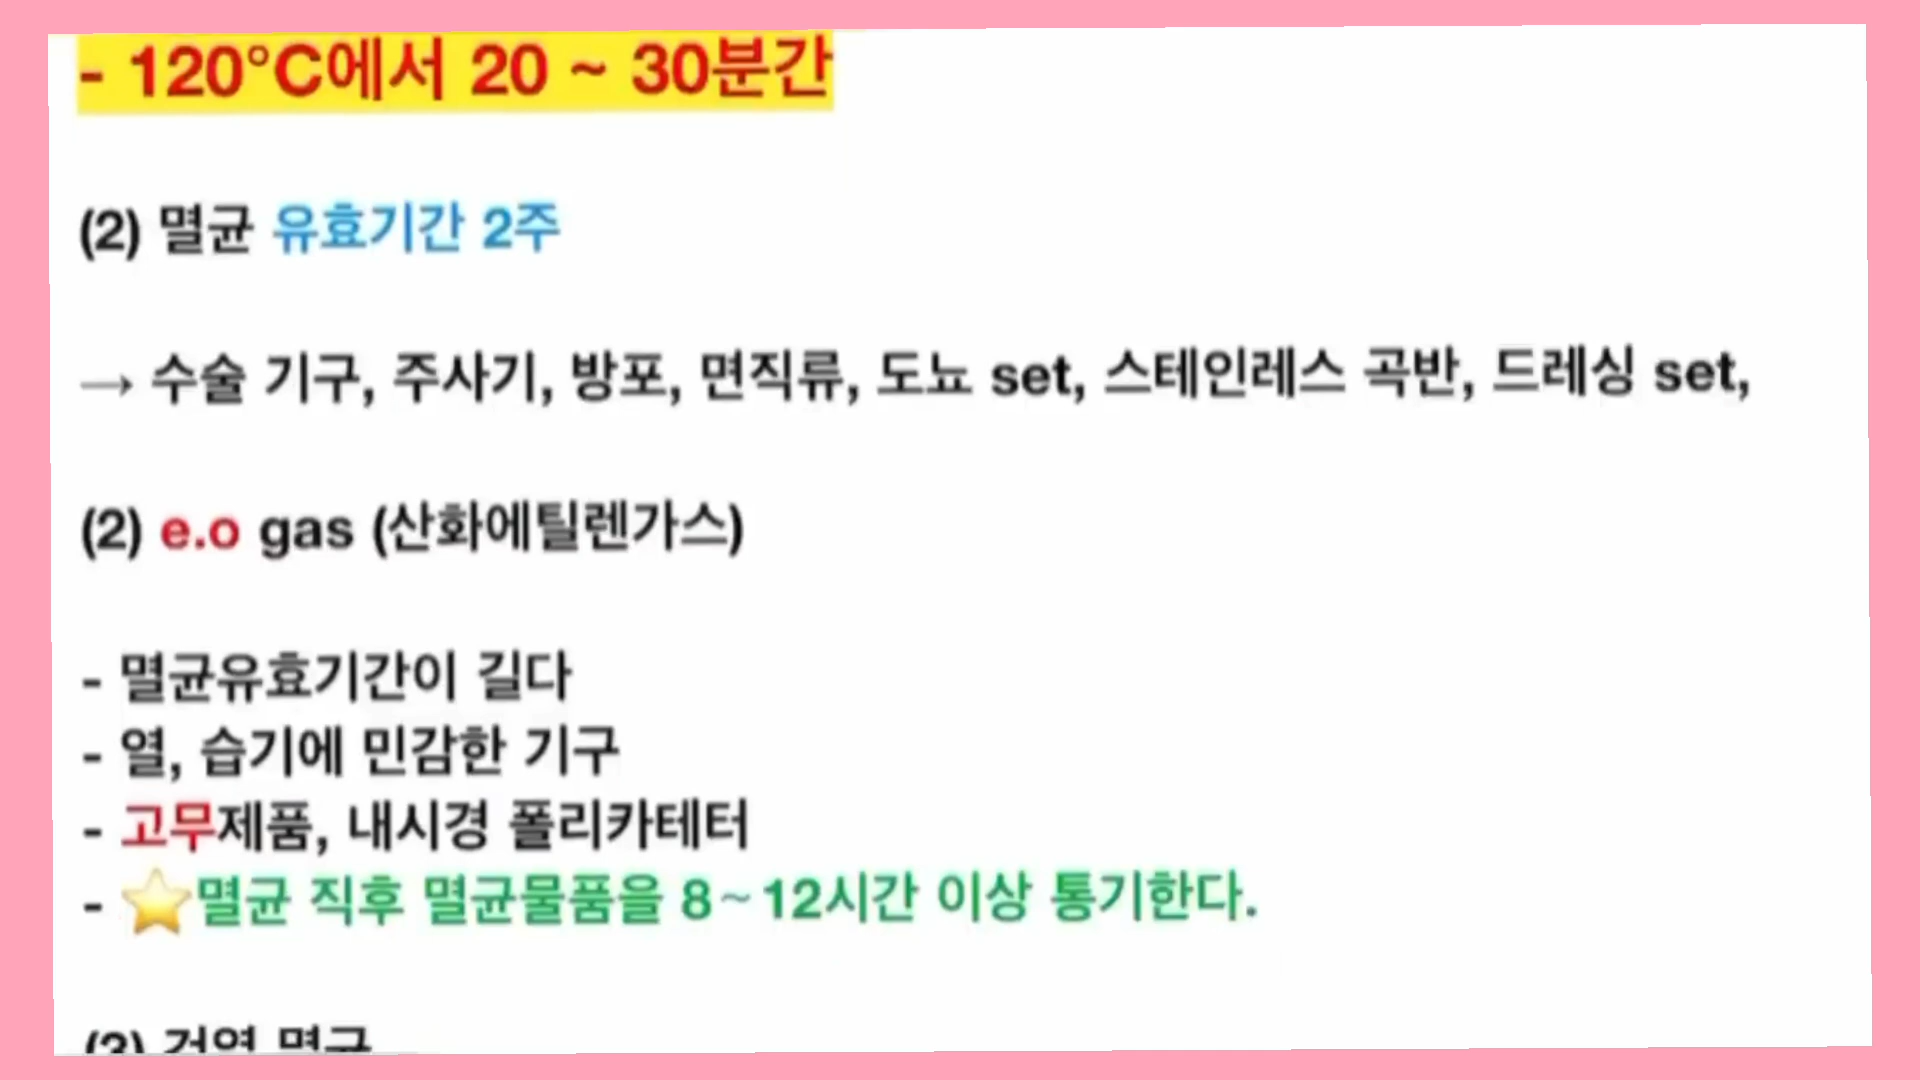 - 120°C에서 20 ~ 30분간
(2) 멸균 유효기간 2주
→ 수술 기구, 주사기, 방포, 면직류, 도뇨 set, 스테인레스 곡반, 드레싱 set,
(2) e.o gas (산화에틸렌가스)
- 멸균유효기간이 길다
- 열, 습기에 민감한 기구
- 고무제품, 내시경 폴리카테터
- ⭐멸균 직후 멸균물품을 8~12시간 이상 통기한다.
(3) 건열 멸균